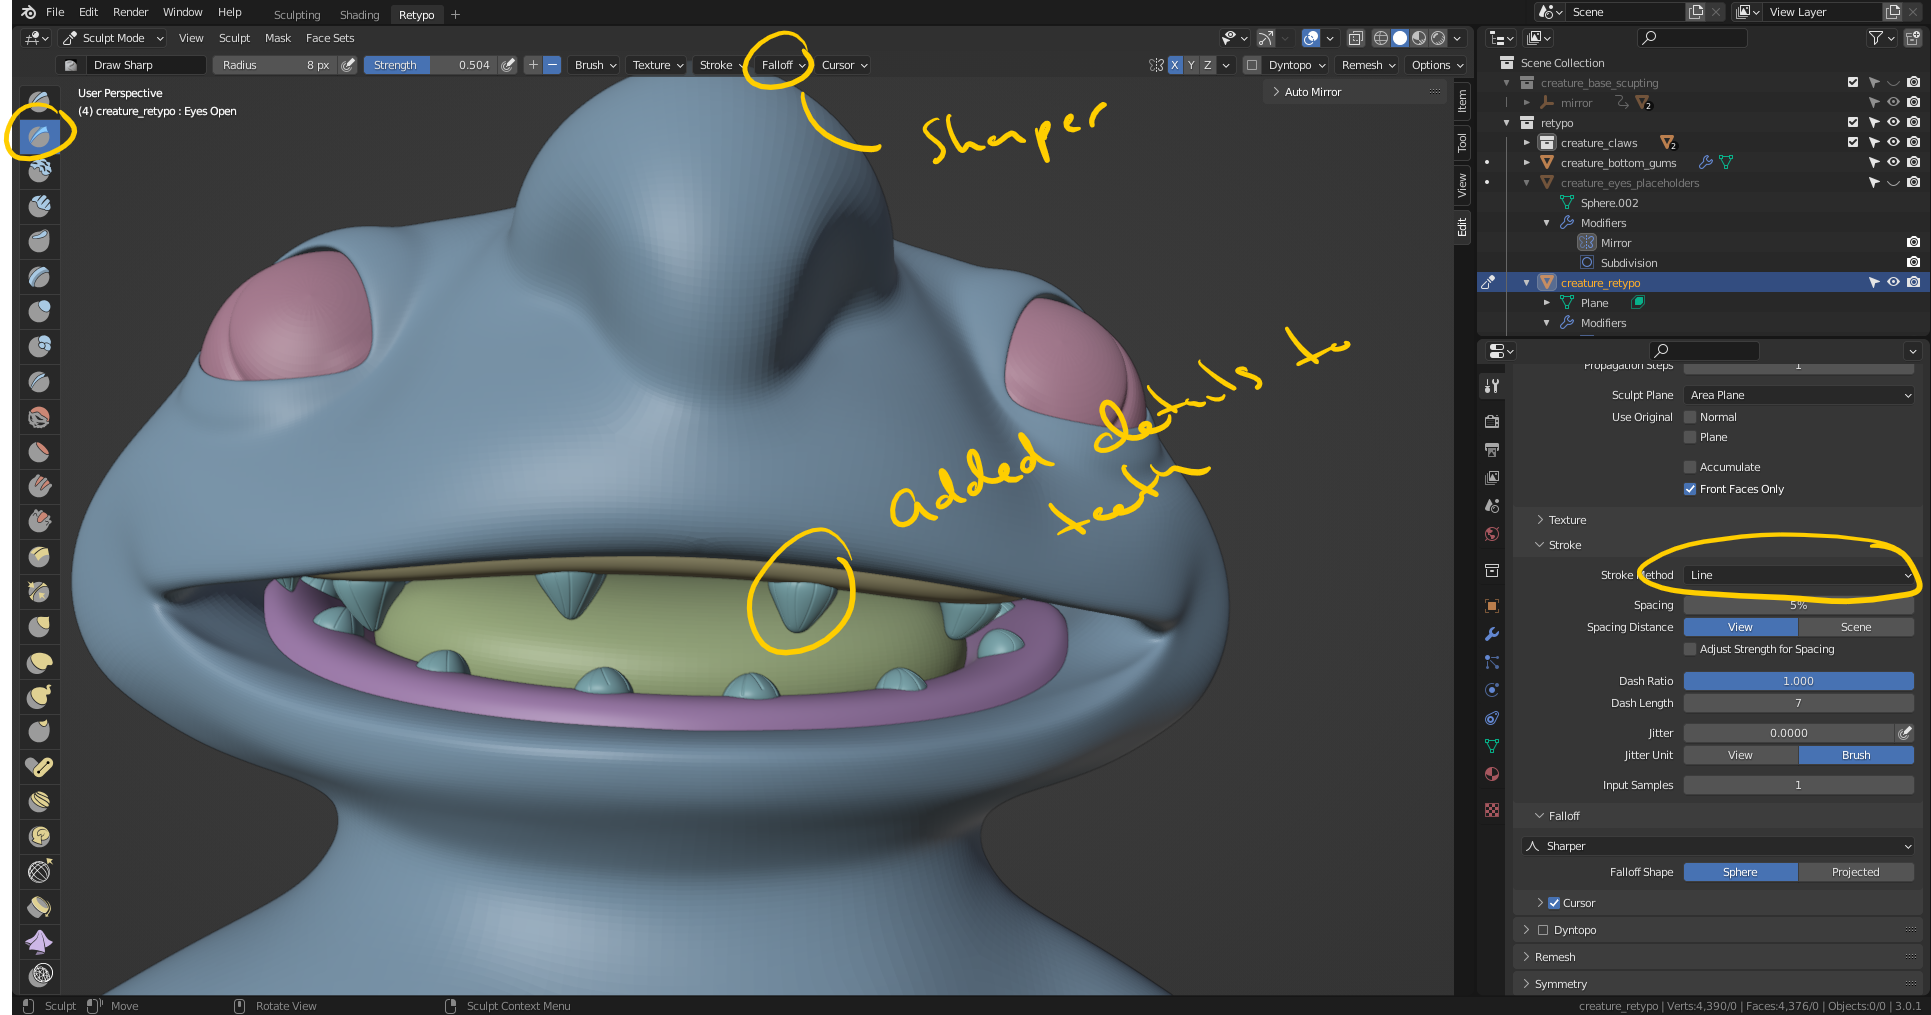 File Edit Render Window Help Sculpting Shading Retypo + Scene View Layer
Sculpt Mode View Sculpt Mask Face Sets
Draw Sharp Radius 8 px Strength 0.504 + − Brush Texture Stroke Falloff Cursor X Y Z Dyntopo Remesh Options
User Perspective
(4) creature_retypo : Eyes Open
Auto Mirror
Item
Tool
View
Edit
Sharper
added details to
teeth
Scene Collection
creature_base_scupting
mirror 2
retypo
creature_claws 2
creature_bottom_gums
creature_eyes_placeholders
Sphere.002
Modifiers
Mirror
Subdivision
creature_retypo
Plane
Modifiers
Propagation Steps 1
Sculpt Plane Area Plane
Use Original Normal
Plane
Accumulate
Front Faces Only
Texture
Stroke
Stroke Method Line
Spacing 5%
Spacing Distance View Scene
Adjust Strength for Spacing
Dash Ratio 1.000
Dash Length 7
Jitter 0.0000
Jitter Unit View Brush
Input Samples 1
Falloff
Sharper
Falloff Shape Sphere Projected
Cursor
Dyntopo
Remesh
Symmetry
Sculpt Move Rotate View Sculpt Context Menu creature_retypo | Verts:4,390/0 | Faces:4,376/0 | Objects:0/0 | 3.0.1